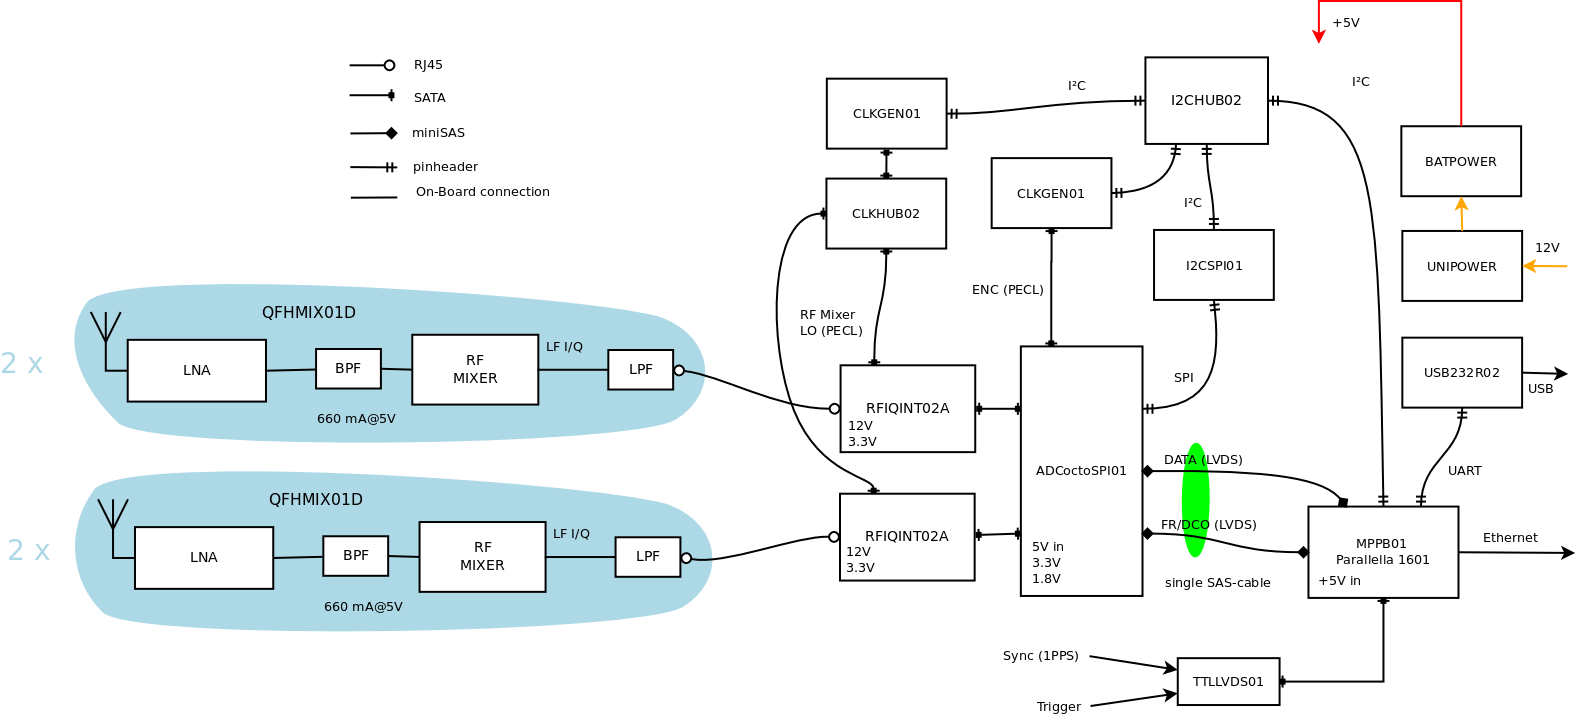 RJ45
SATA
miniSAS
pinheader
On-Board connection
+5V
I²C
I²C
I2CHUB02
CLKGEN01
CLKHUB02
CLKGEN01
I²C
I2CSPI01
BATPOWER
UNIPOWER
12V
ENC (PECL)
RF Mixer
LO (PECL)
2 x
QFHMIX01D
LNA
BPF
RF
MIXER
LF I/Q
LPF
660 mA@5V
RFIQINT02A
12V
3.3V
SPI
USB232R02
USB
ADCoctoSPI01
DATA (LVDS)
UART
2 x
QFHMIX01D
LNA
BPF
RF
MIXER
LF I/Q
LPF
660 mA@5V
RFIQINT02A
12V
3.3V
5V in
3.3V
1.8V
FR/DCO (LVDS)
single SAS-cable
MPPB01
Parallella 1601
+5V in
Ethernet
Sync (1PPS)
Trigger
TTLLVDS01